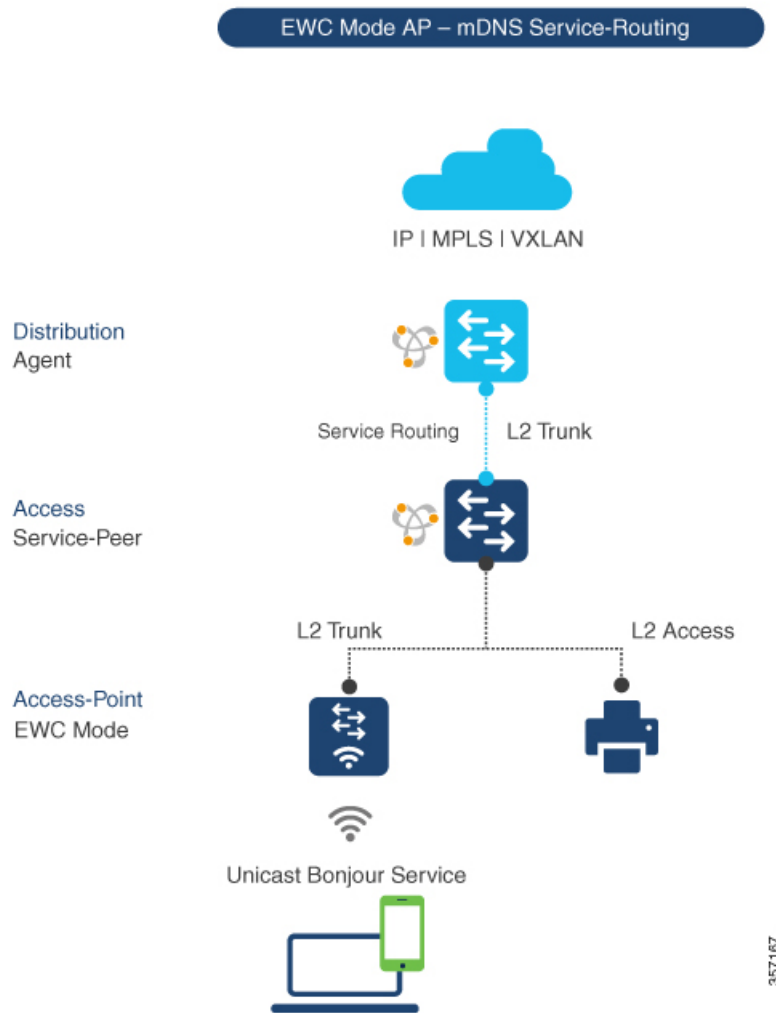 EWC Mode AP – mDNS Service-Routing
IP | MPLS | VXLAN
Distribution
Agent
Service Routing
L2 Trunk
Access
Service-Peer
L2 Trunk
L2 Access
Access-Point
EWC Mode
Unicast Bonjour Service
357167